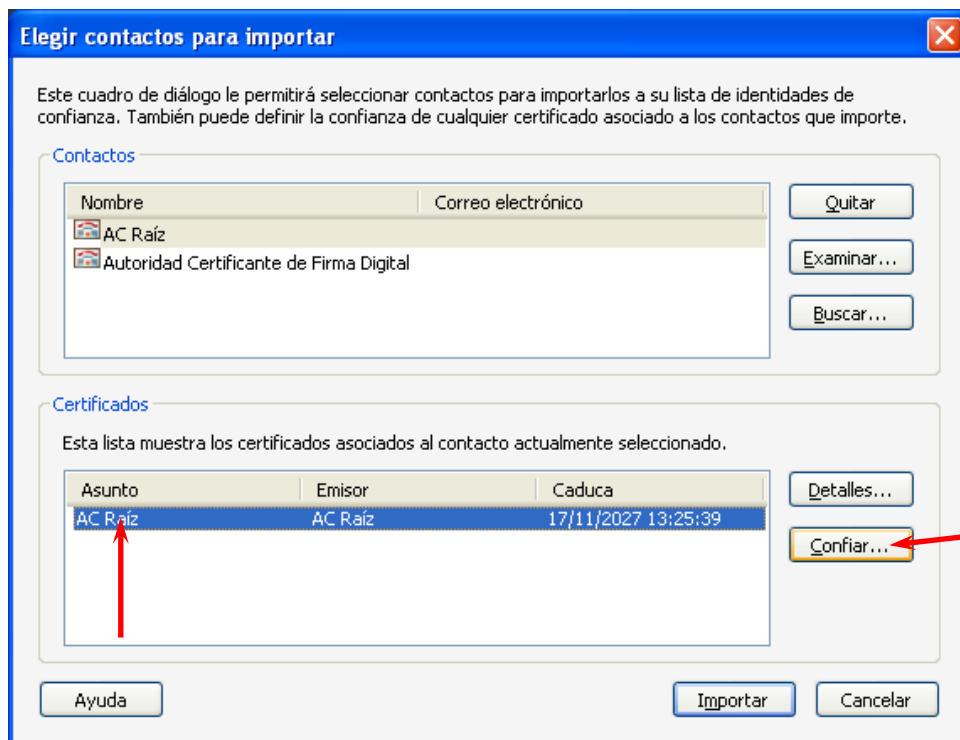 Elegir contactos para importar
Este cuadro de diálogo le permitirá seleccionar contactos para importarlos a su lista de identidades de
confianza. También puede definir la confianza de cualquier certificado asociado a los contactos que importe.
Contactos
Nombre Correo electrónico
AC Raíz
Autoridad Certificante de Firma Digital
Quitar
Examinar...
Buscar...
Certificados
Esta lista muestra los certificados asociados al contacto actualmente seleccionado.
Asunto Emisor Caduca
AC Raíz AC Raíz 17/11/2027 13:25:39
Detalles...
Confiar...
Ayuda Importar Cancelar